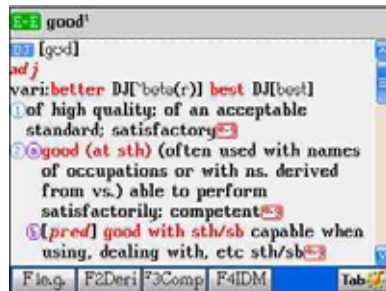 E-E good¹
DJ [gʊd]
adj
vari:better DJ['betə(r)] best DJ[best]
①of high quality; of an acceptable
standard; satisfactory
②ⓐgood (at sth) (often used with names
of occupations or with ns. derived
from vs.) able to perform
satisfactorily; competent
ⓑ[pred] good with sth/sb capable when
using, dealing with, etc sth/sb
F1e.g. F2Deri F3Comp F4IDM Tab